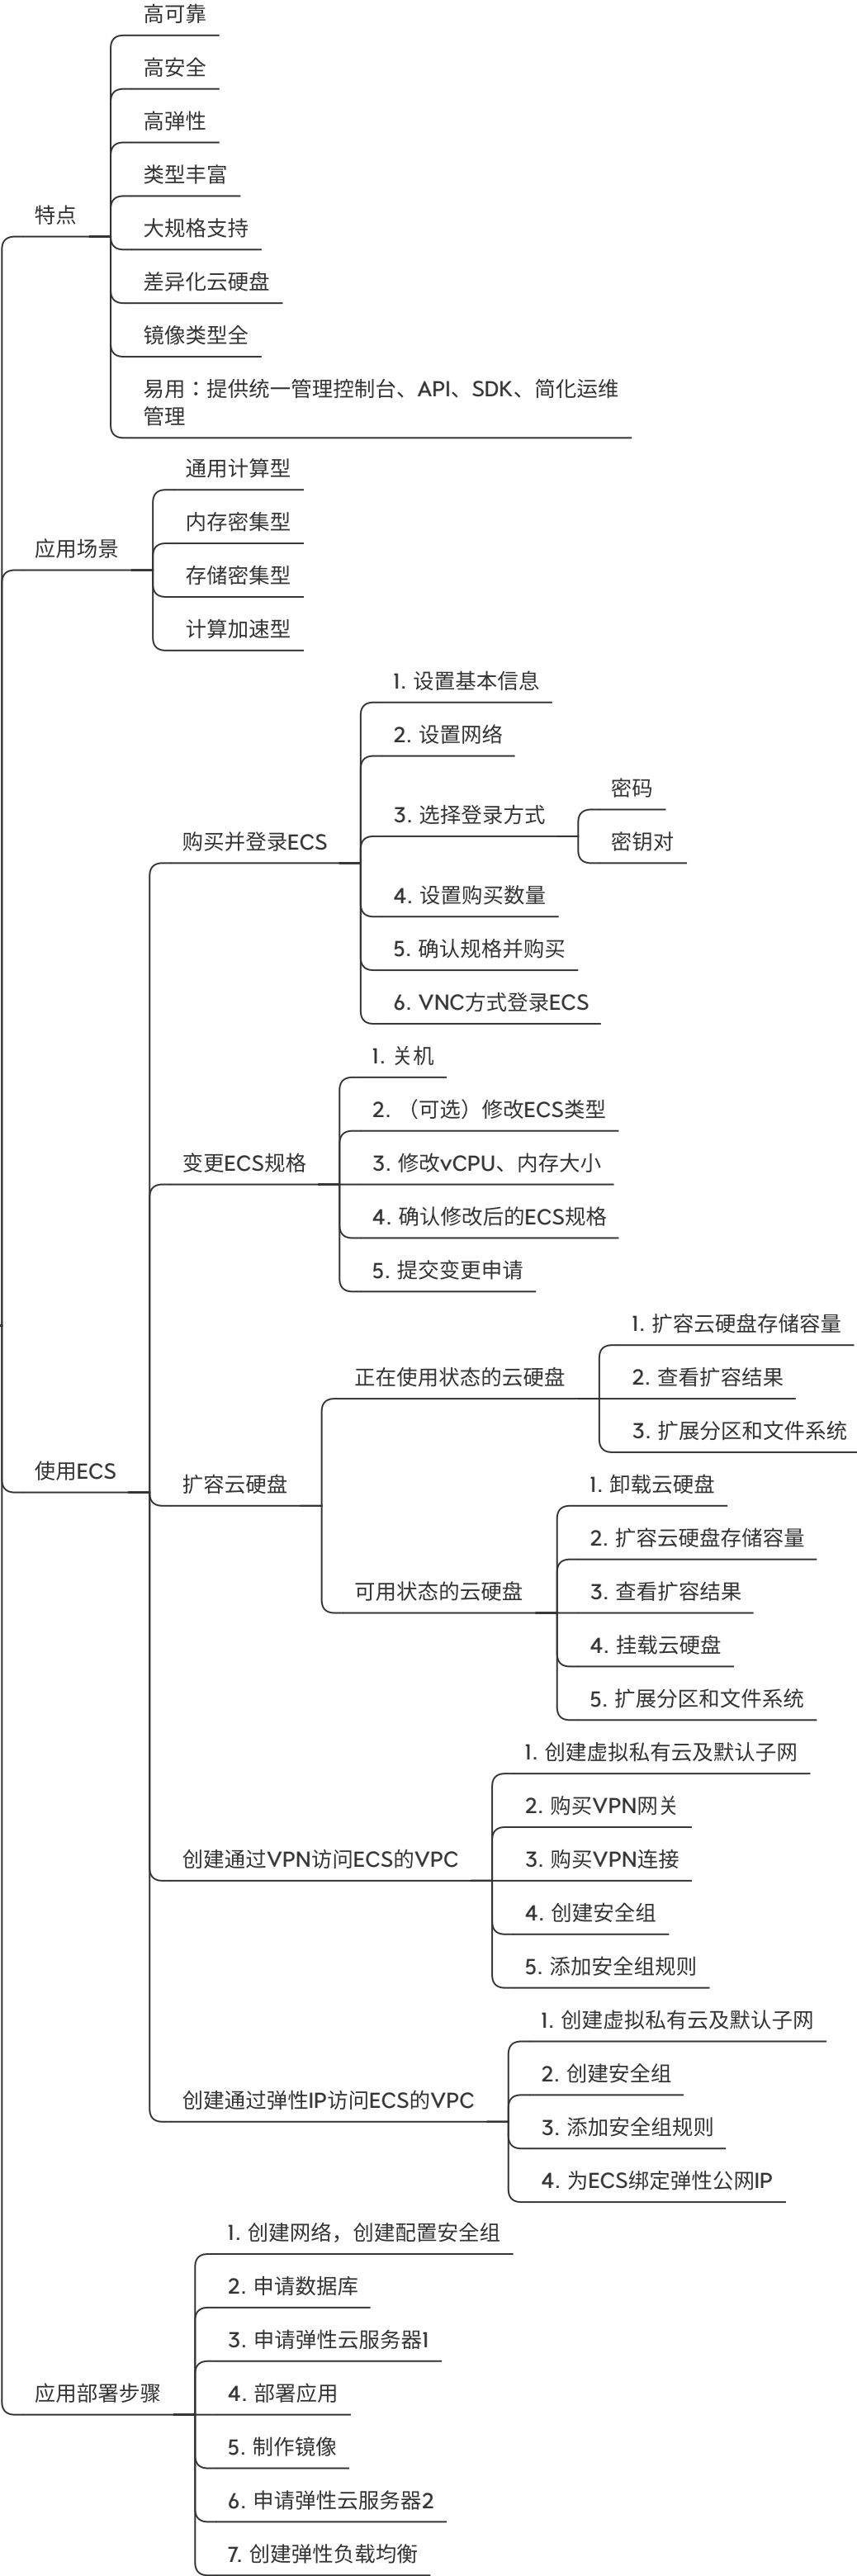 高可靠
高安全
高弹性
类型丰富
特点
大规格支持
差异化云硬盘
镜像类型全
易用：提供统一管理控制台、API、SDK、简化运维
管理
通用计算型
内存密集型
应用场景
存储密集型
计算加速型
1. 设置基本信息
2. 设置网络
密码
3. 选择登录方式
购买并登录ECS
密钥对
4. 设置购买数量
5. 确认规格并购买
6. VNC方式登录ECS
1. 关机
2. （可选）修改ECS类型
变更ECS规格
3. 修改vCPU、内存大小
4. 确认修改后的ECS规格
5. 提交变更申请
1. 扩容云硬盘存储容量
正在使用状态的云硬盘
2. 查看扩容结果
3. 扩展分区和文件系统
使用ECS
扩容云硬盘
1. 卸载云硬盘
2. 扩容云硬盘存储容量
可用状态的云硬盘
3. 查看扩容结果
4. 挂载云硬盘
5. 扩展分区和文件系统
1. 创建虚拟私有云及默认子网
2. 购买VPN网关
创建通过VPN访问ECS的VPC
3. 购买VPN连接
4. 创建安全组
5. 添加安全组规则
1. 创建虚拟私有云及默认子网
2. 创建安全组
创建通过弹性IP访问ECS的VPC
3. 添加安全组规则
4. 为ECS绑定弹性公网IP
1. 创建网络，创建配置安全组
2. 申请数据库
3. 申请弹性云服务器1
应用部署步骤
4. 部署应用
5. 制作镜像
6. 申请弹性云服务器2
7. 创建弹性负载均衡